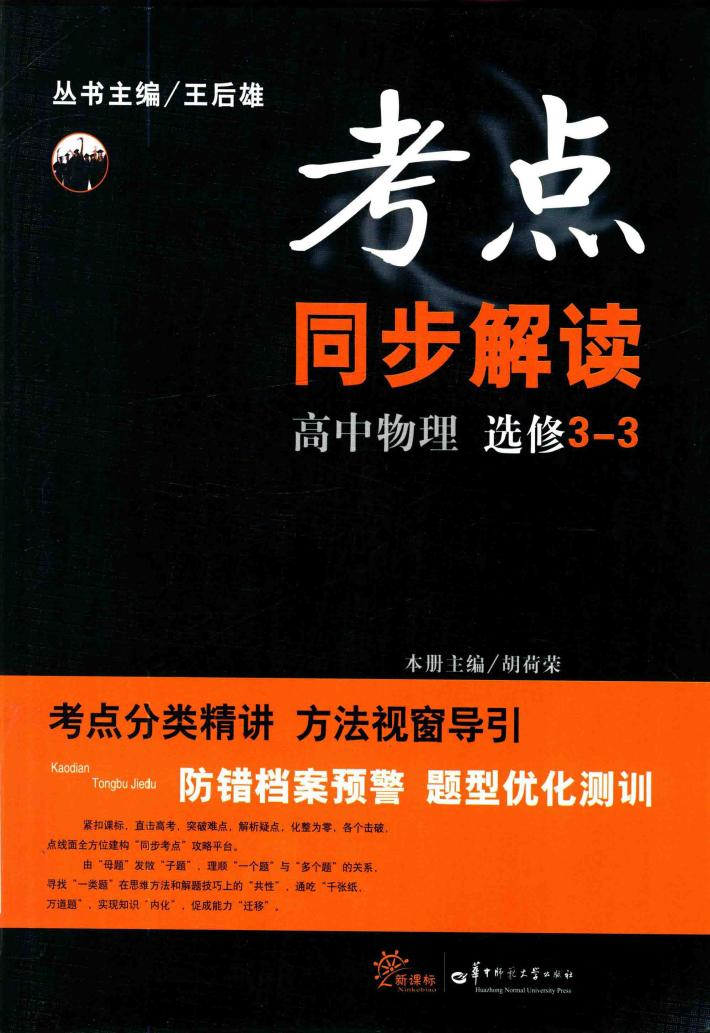 丛书主编/王后雄
考点
同步解读
高中物理 选修3-3
本册主编/胡荷荣
考点分类精讲 方法视窗导引
Kaodian
Tongbu Jiedu
防错档案预警 题型优化测训
紧扣课标，直击高考，突破难点，解析疑点，化整为零，各个击破，
点线面全方位建构“同步考点”攻略平台。
由“母题”发散“子题”，理顺“一个题”与“多个题”的关系，
寻找“一类题”在思维方法和解题技巧上的“共性”，通吃“千张纸，
万道题”，实现知识“内化”，促成能力“迁移”。
新课标
Xinkebiao
华中师范大学出版社
Huazhong Normal University Press